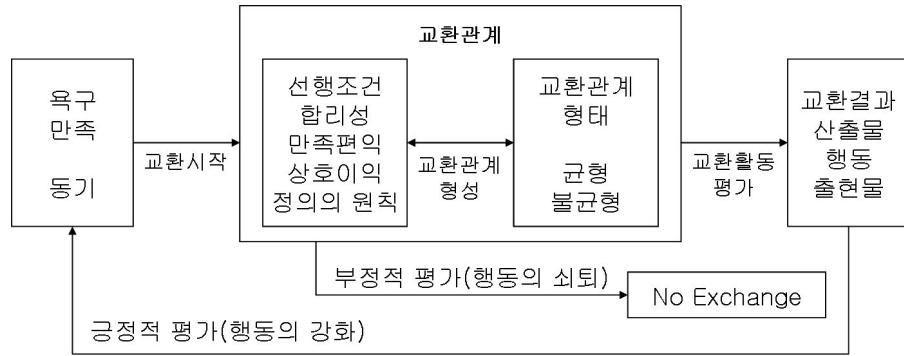 교환관계
욕구
만족
동기
교환시작
선행조건
합리성
만족편익
상호이익
정의의 원칙
교환관계
형성
교환관계
형태
균형
불균형
교환활동
평가
교환결과
산출물
행동
출현물
부정적 평가(행동의 쇠퇴)
No Exchange
긍정적 평가(행동의 강화)